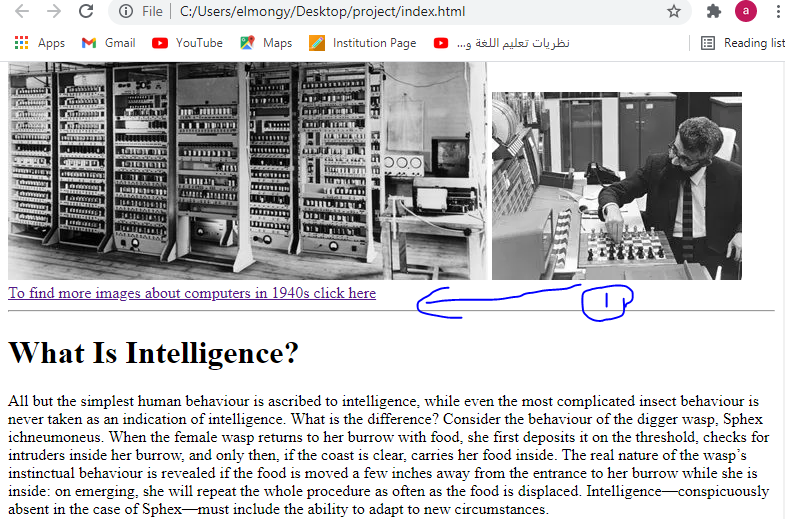 File | C:/Users/elmongy/Desktop/project/index.html a
Apps Gmail YouTube Maps Institution Page نظريات تعليم اللغة و... Reading list
To find more images about computers in 1940s click here
1
What Is Intelligence?
All but the simplest human behaviour is ascribed to intelligence, while even the most complicated insect behaviour is
never taken as an indication of intelligence. What is the difference? Consider the behaviour of the digger wasp, Sphex
ichneumoneus. When the female wasp returns to her burrow with food, she first deposits it on the threshold, checks for
intruders inside her burrow, and only then, if the coast is clear, carries her food inside. The real nature of the wasp’s
instinctual behaviour is revealed if the food is moved a few inches away from the entrance to her burrow while she is
inside: on emerging, she will repeat the whole procedure as often as the food is displaced. Intelligence—conspicuously
absent in the case of Sphex—must include the ability to adapt to new circumstances.